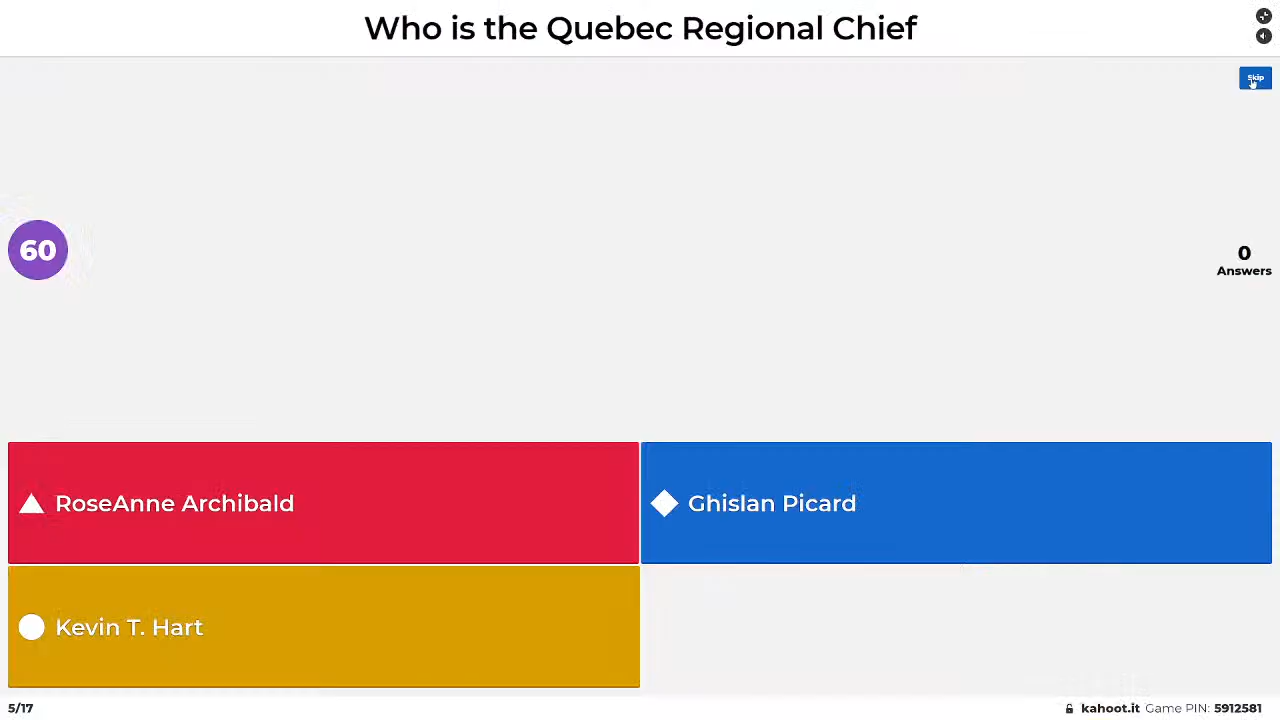 Who is the Quebec Regional Chief
Skip
60
0
Answers
RoseAnne Archibald
Ghislan Picard
Kevin T. Hart
5/17
kahoot.it Game PIN: 5912581